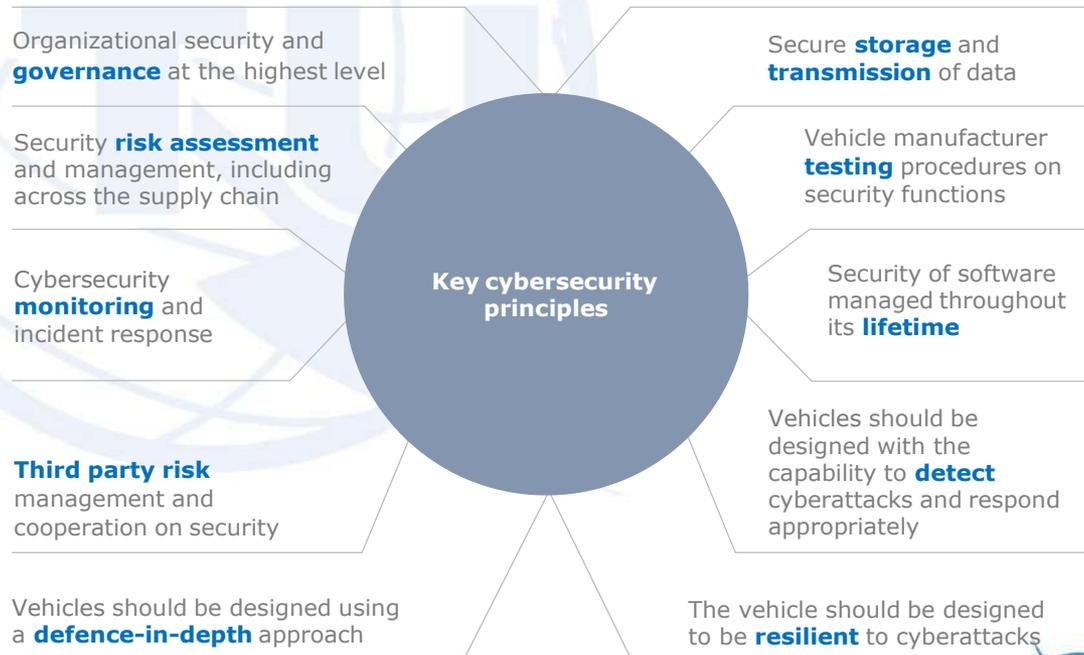 Organizational security and
governance at the highest level
Security risk assessment
and management, including
across the supply chain
Cybersecurity
monitoring and
incident response
Third party risk
management and
cooperation on security
Vehicles should be designed using
a defence-in-depth approach
Key cybersecurity
principles
Secure storage and
transmission of data
Vehicle manufacturer
testing procedures on
security functions
Security of software
managed throughout
its lifetime
Vehicles should be
designed with the
capability to detect
cyberattacks and respond
appropriately
The vehicle should be designed
to be resilient to cyberattacks